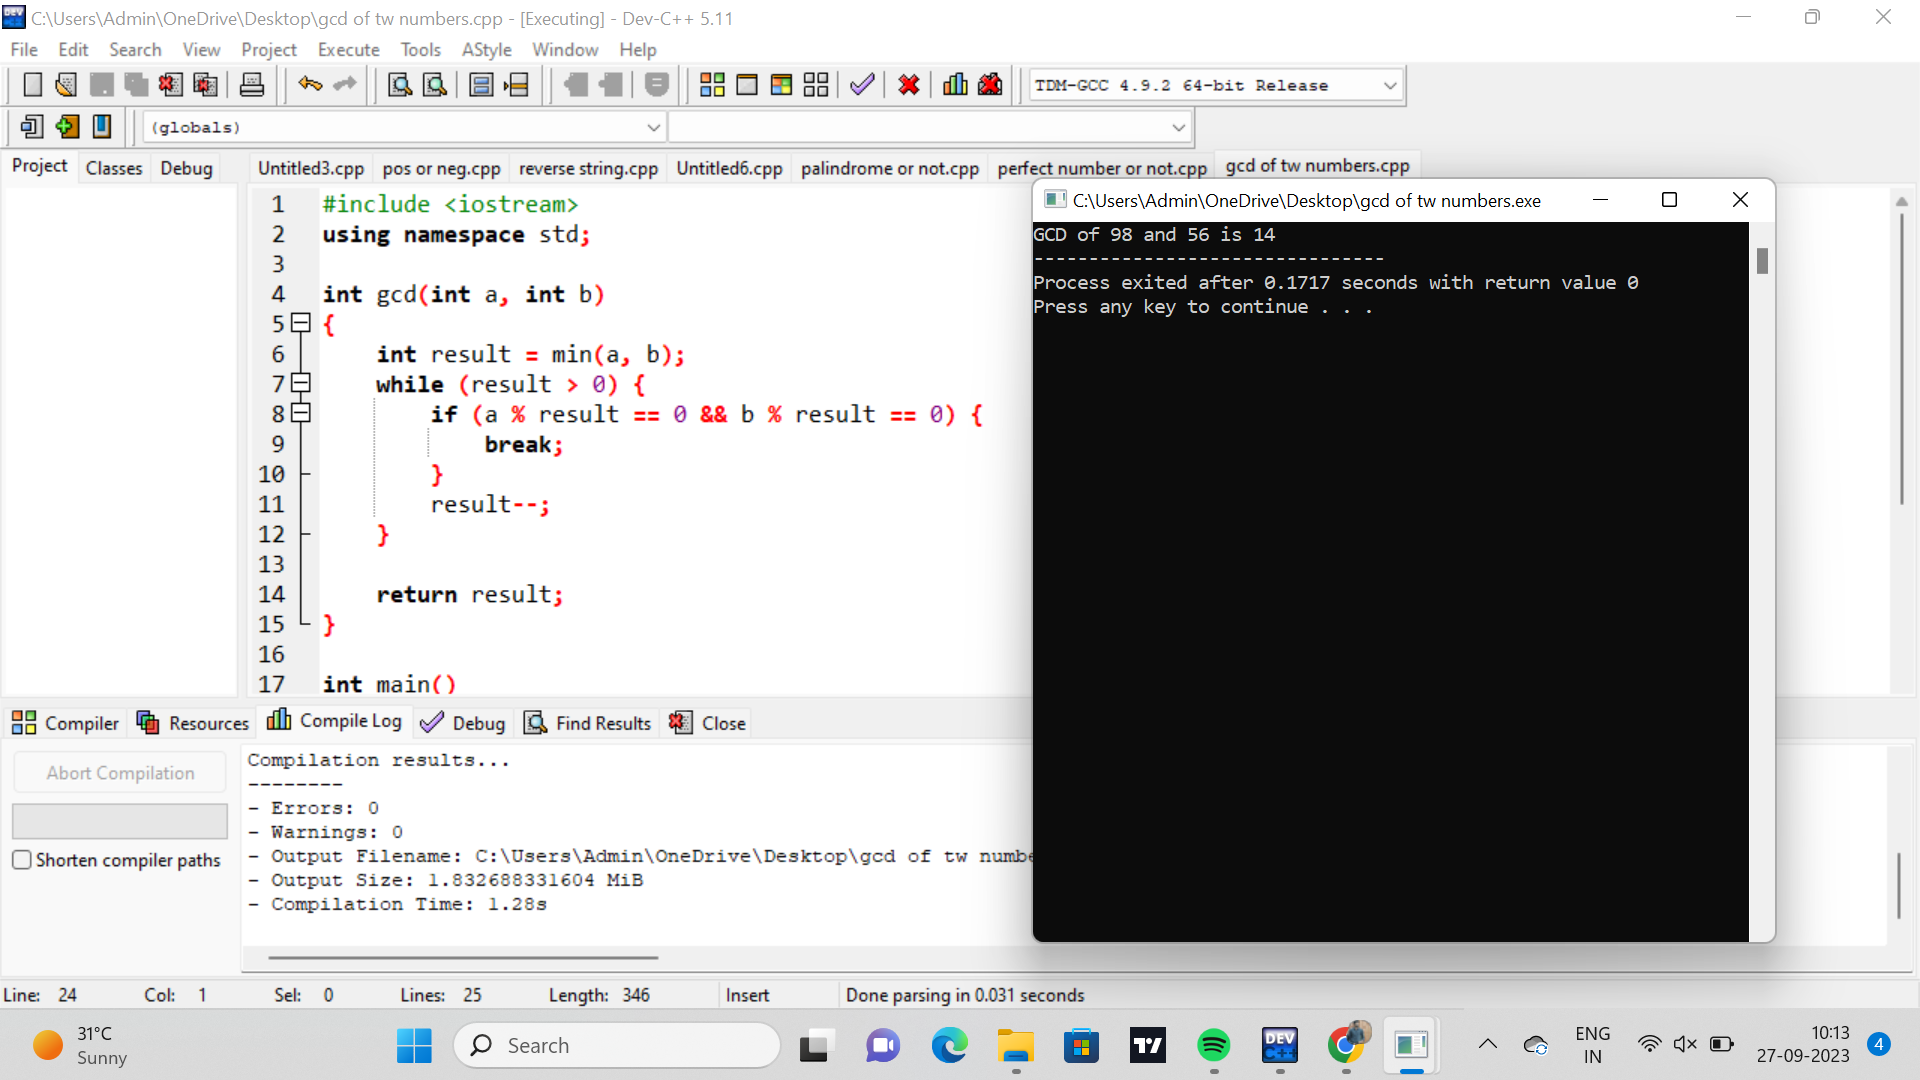 C:\Users\Admin\OneDrive\Desktop\gcd of tw numbers.cpp - [Executing] - Dev-C++ 5.11
File Edit Search View Project Execute Tools AStyle Window Help
TDM-GCC 4.9.2 64-bit Release
(globals)
Project Classes Debug
Untitled3.cpp pos or neg.cpp reverse string.cpp Untitled6.cpp palindrome or not.cpp perfect number or not.cpp gcd of tw numbers.cpp
1 #include <iostream>
2 using namespace std;
3
4 int gcd(int a, int b)
5 {
6 int result = min(a, b);
7 while (result > 0) {
8 if (a % result == 0 && b % result == 0) {
9 break;
10 }
11 result--;
12 }
13
14 return result;
15 }
16
17 int main()
C:\Users\Admin\OneDrive\Desktop\gcd of tw numbers.exe
GCD of 98 and 56 is 14
--------------------------------
Process exited after 0.1717 seconds with return value 0
Press any key to continue . . .
Compiler Resources Compile Log Debug Find Results Close
Abort Compilation
Shorten compiler paths
Compilation results...
--------
- Errors: 0
- Warnings: 0
- Output Filename: C:\Users\Admin\OneDrive\Desktop\gcd of tw numbe
- Output Size: 1.832688331604 MiB
- Compilation Time: 1.28s
Line: 24 Col: 1 Sel: 0 Lines: 25 Length: 346 Insert Done parsing in 0.031 seconds
31°C
Sunny
Search
DEV
C++
ENG
IN
10:13
27-09-2023
4